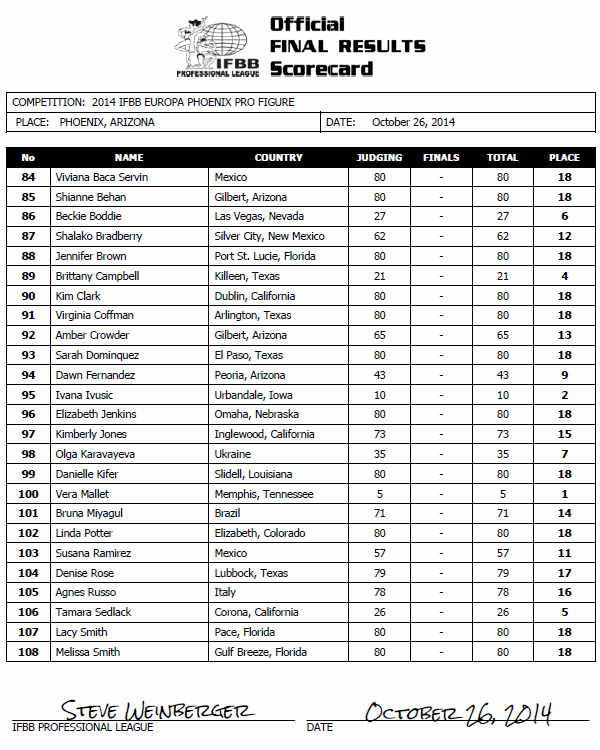 Official
FINAL RESULTS
Scorecard
IFBB
PROFESSIONAL LEAGUE
COMPETITION: 2014 IFBB EUROPA PHOENIX PRO FIGURE
PLACE: PHOENIX, ARIZONA DATE: October 26, 2014
No NAME COUNTRY JUDGING FINALS TOTAL PLACE
84 Viviana Baca Servin Mexico 80 - 80 18
85 Shianne Behan Gilbert, Arizona 80 - 80 18
86 Beckie Boddie Las Vegas, Nevada 27 - 27 6
87 Shalako Bradberry Silver City, New Mexico 62 - 62 12
88 Jennifer Brown Port St. Lucie, Florida 80 - 80 18
89 Brittany Campbell Killeen, Texas 21 - 21 4
90 Kim Clark Dublin, California 80 - 80 18
91 Virginia Coffman Arlington, Texas 80 - 80 18
92 Amber Crowder Gilbert, Arizona 65 - 65 13
93 Sarah Dominquez El Paso, Texas 80 - 80 18
94 Dawn Fernandez Peoria, Arizona 43 - 43 9
95 Ivana Ivusic Urbandale, Iowa 10 - 10 2
96 Elizabeth Jenkins Omaha, Nebraska 80 - 80 18
97 Kimberly Jones Inglewood, California 73 - 73 15
98 Olga Karavayeva Ukraine 35 - 35 7
99 Danielle Kifer Slidell, Louisiana 80 - 80 18
100 Vera Mallet Memphis, Tennessee 5 - 5 1
101 Bruna Miyagul Brazil 71 - 71 14
102 Linda Potter Elizabeth, Colorado 80 - 80 18
103 Susana Ramirez Mexico 57 - 57 11
104 Denise Rose Lubbock, Texas 79 - 79 17
105 Agnes Russo Italy 78 - 78 16
106 Tamara Sedlack Corona, California 26 - 26 5
107 Lacy Smith Pace, Florida 80 - 80 18
108 Melissa Smith Gulf Breeze, Florida 80 - 80 18
STEVE WEINBERGER OCTOBER 26, 2014
IFBB PROFESSIONAL LEAGUE DATE